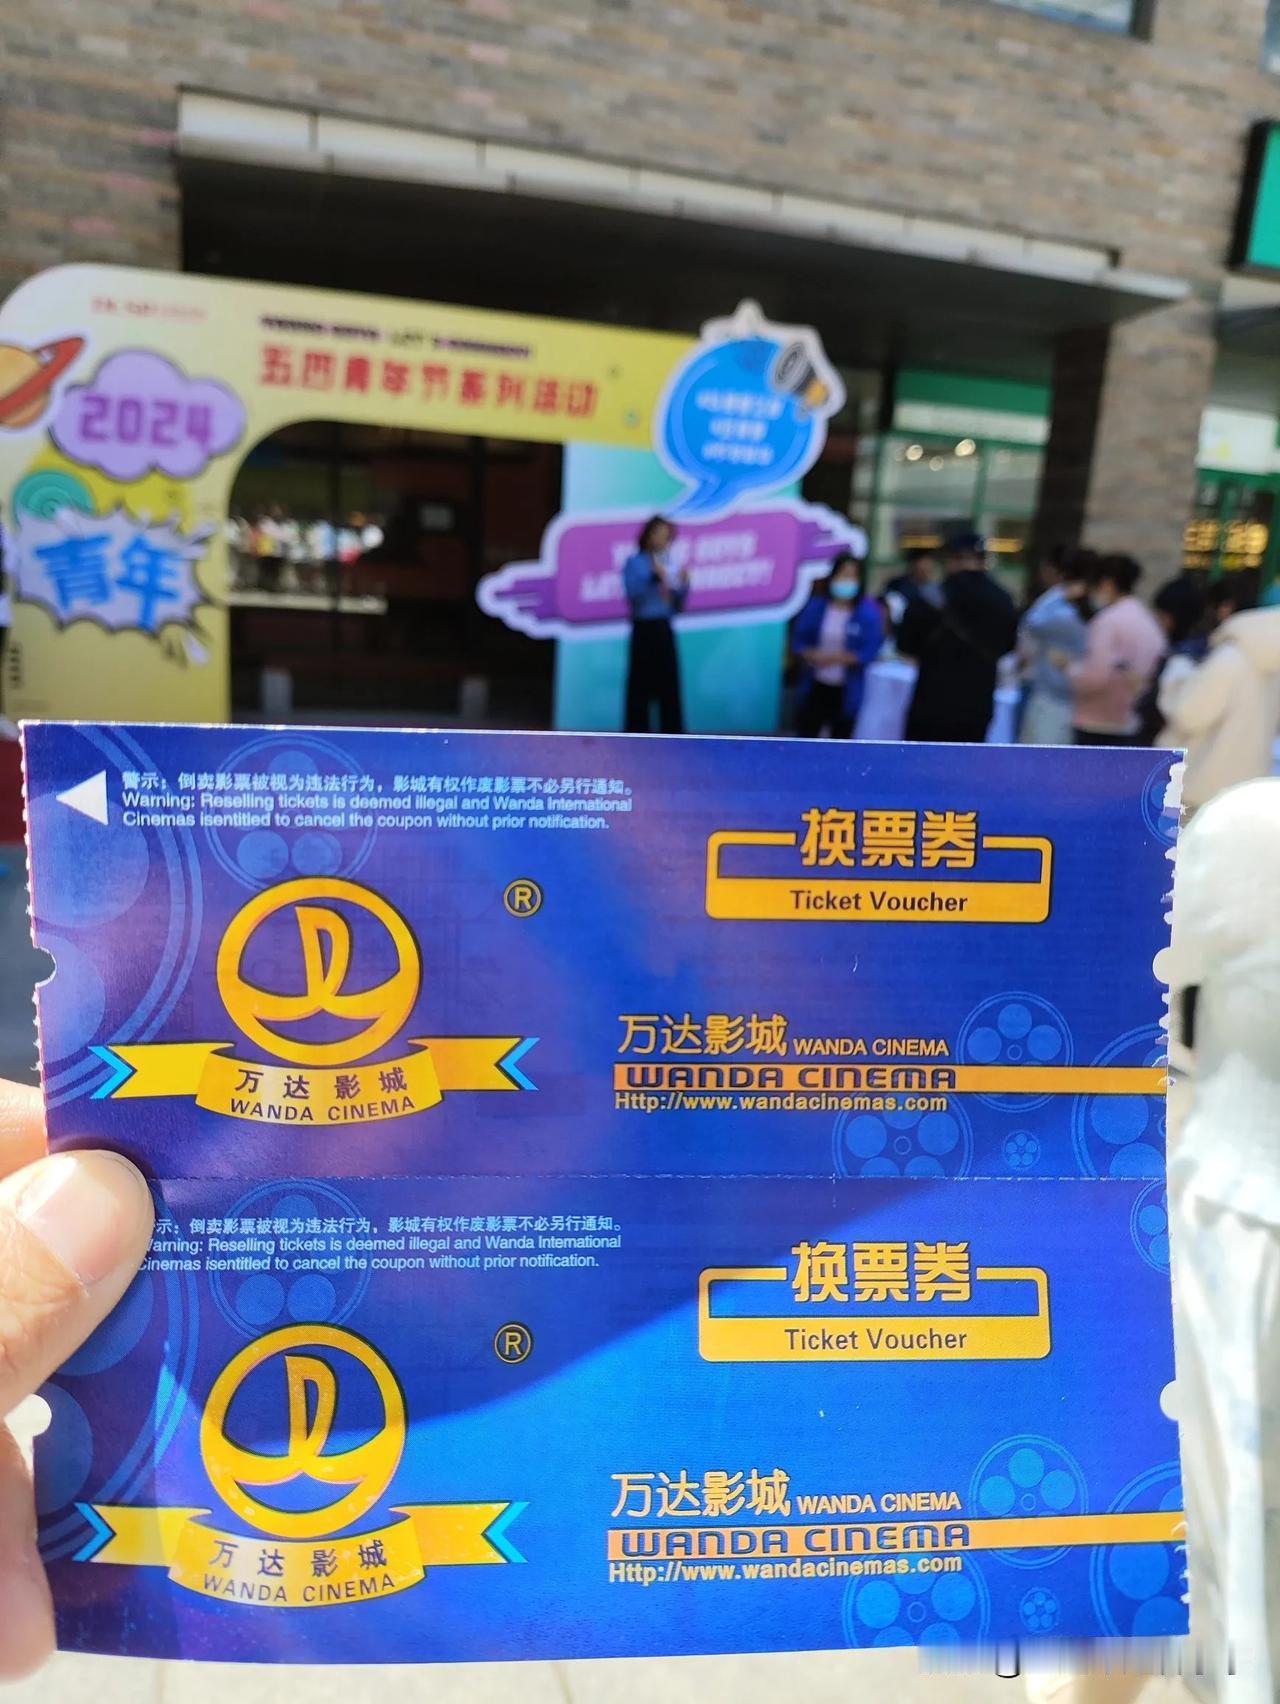 五四青年节系列活动
2024
青年
警示：倒卖影票被视为违法行为，影城有权作废影票不必另行通知。
Warning: Reselling tickets is deemed illegal and Wanda International
Cinemas isentitled to cancel the coupon without prior notification.
换票券
Ticket Voucher
®
万达影城
WANDA CINEMA
万达影城 WANDA CINEMA
WANDA CINEMA
Http://www.wandacinemas.com
示：倒卖影票被视为违法行为，影城有权作废影票不必另行通知。
arning: Reselling tickets is deemed illegal and Wanda International
Cinemas isentitled to cancel the coupon without prior notification.
换票券
Ticket Voucher
®
万达影城
WANDA CINEMA
万达影城 WANDA CINEMA
WANDA CINEMA
Http://www.wandacinemas.com